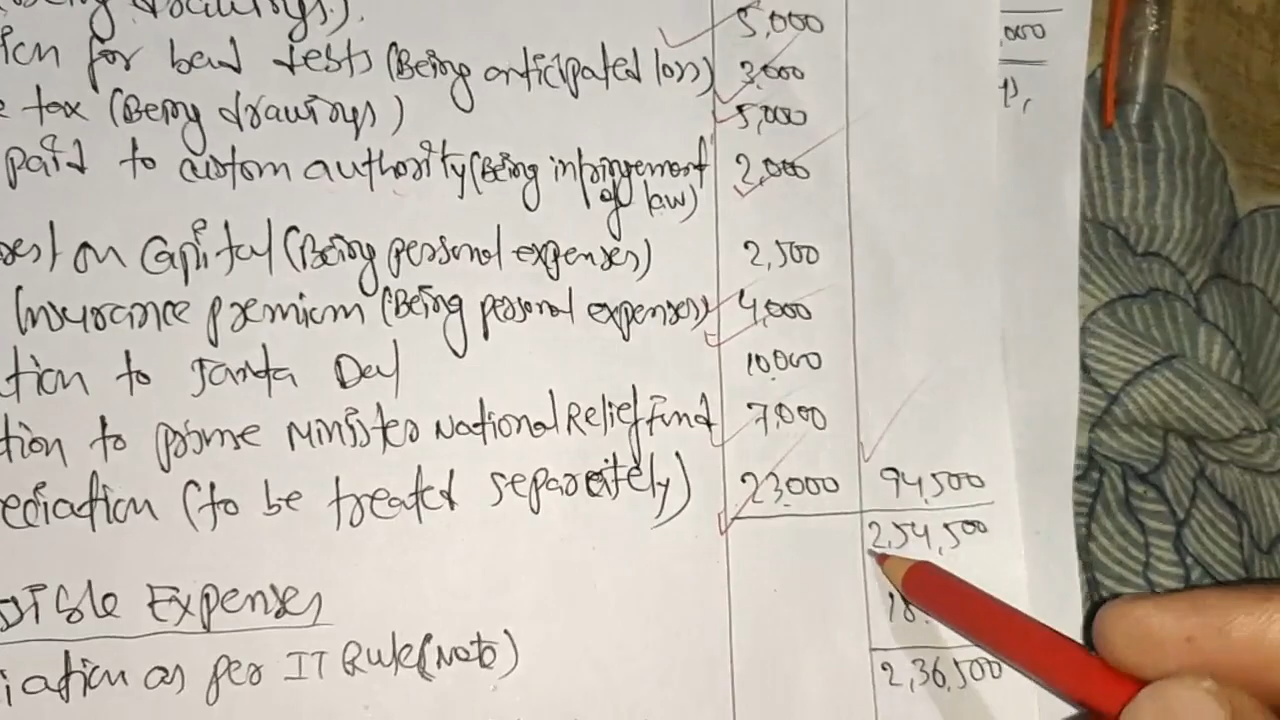 5,000
for bad debts (Being anticipated loss) 3,000
tax (Being drawings) 5,000
paid to custom authority (Being infringement of law) 2,000
on Capital (Being personal expenses) 2,500
Insurance premium (Being personal expenses) 4,000
tion to Janta Dal 10,000
tion to prime Minister National Relief Fund 7,000
eciation (to be treated separately) 23,000 94,500
2,54,500
Expenses
iation as per IT Rule (Note)
2,36,500